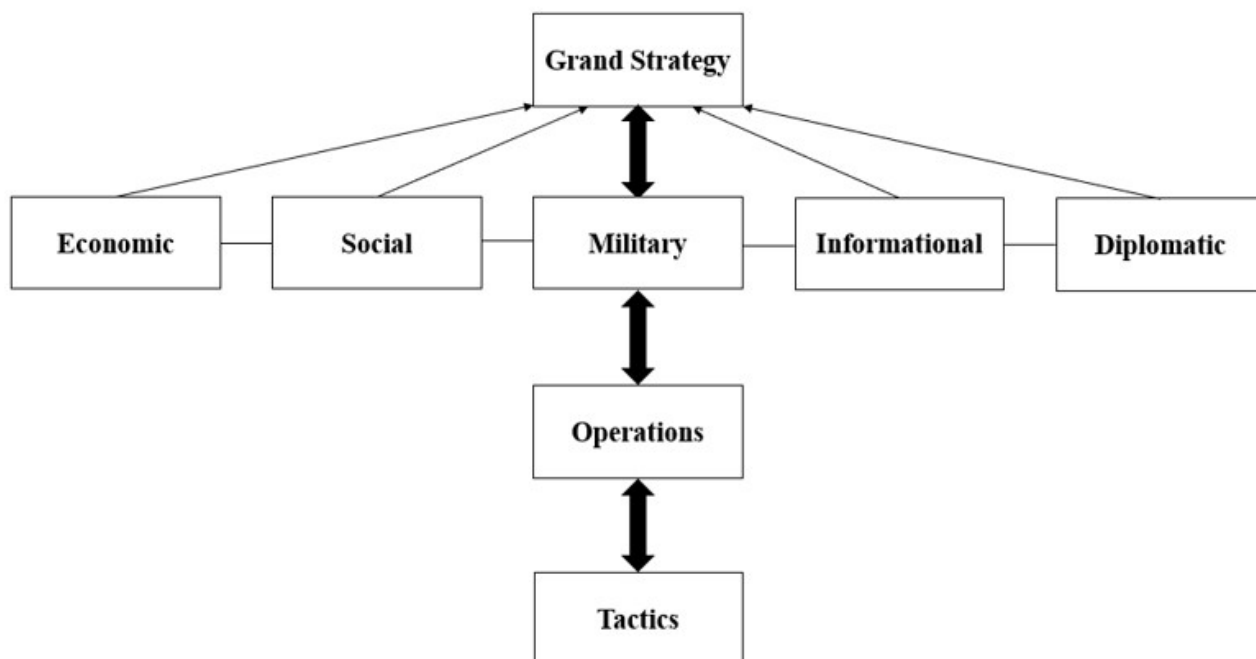 Grand Strategy
Economic
Social
Military
Informational
Diplomatic
Operations
Tactics